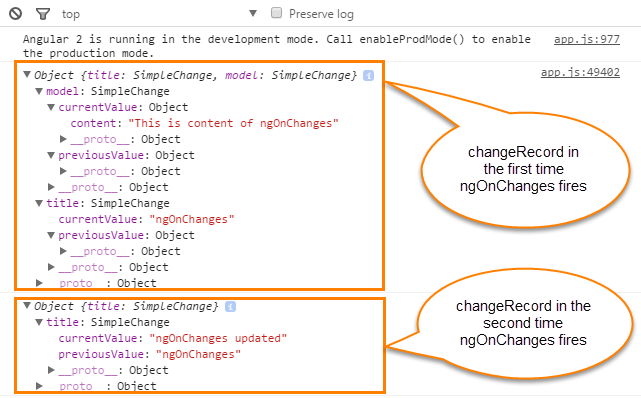 top
Preserve log
Angular 2 is running in the development mode. Call enableProdMode() to enable app.js:977
the production mode.
Object {title: SimpleChange, model: SimpleChange} i app.js:49402
model: SimpleChange
currentValue: Object
content: "This is content of ngOnChanges"
__proto__: Object
previousValue: Object
__proto__: Object
__proto__: Object
title: SimpleChange
currentValue: "ngOnChanges"
previousValue: Object
__proto__: Object
__proto__: Object
__proto__: Object
changeRecord in
the first time
ngOnChanges fires
Object {title: SimpleChange} i
title: SimpleChange
currentValue: "ngOnChanges updated"
previousValue: "ngOnChanges"
__proto__: Object
__proto__: Object
changeRecord in the
second time
ngOnChanges fires